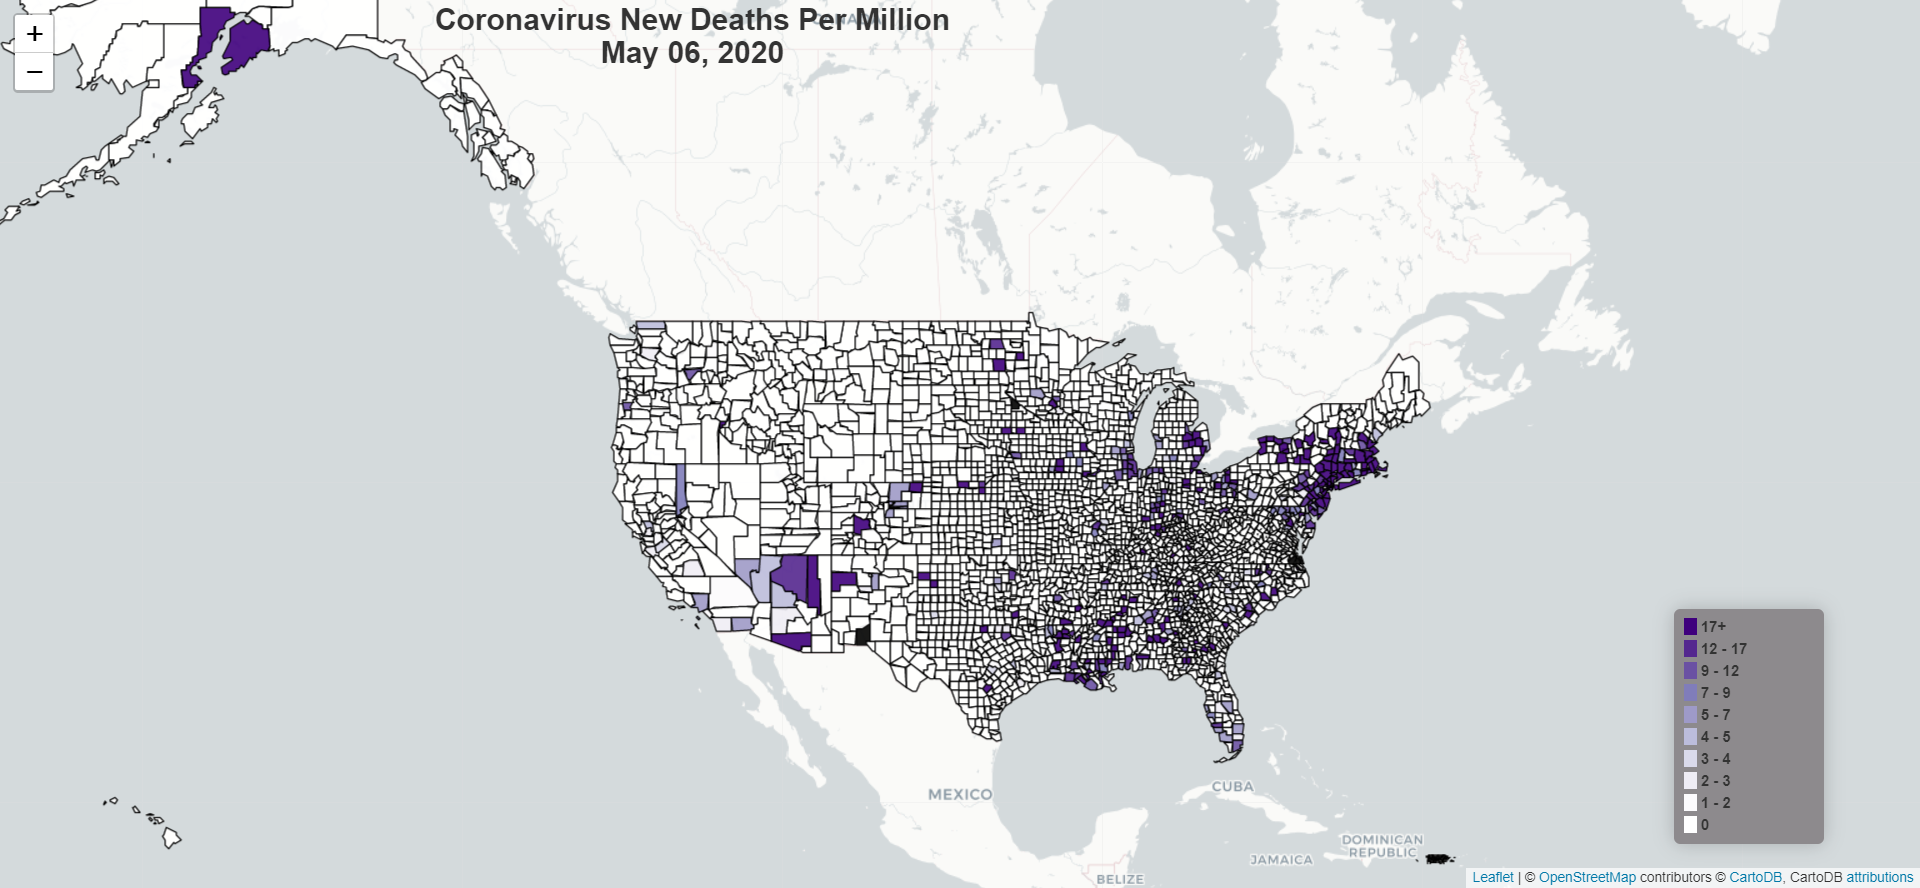 +
−
Coronavirus New Deaths Per Million
May 06, 2020
CANADA
MEXICO
CUBA
DOMINICAN
REPUBLIC
JAMAICA
BELIZE
17+
12 - 17
9 - 12
7 - 9
5 - 7
4 - 5
3 - 4
2 - 3
1 - 2
0
Leaflet | © OpenStreetMap contributors © CartoDB, CartoDB attributions